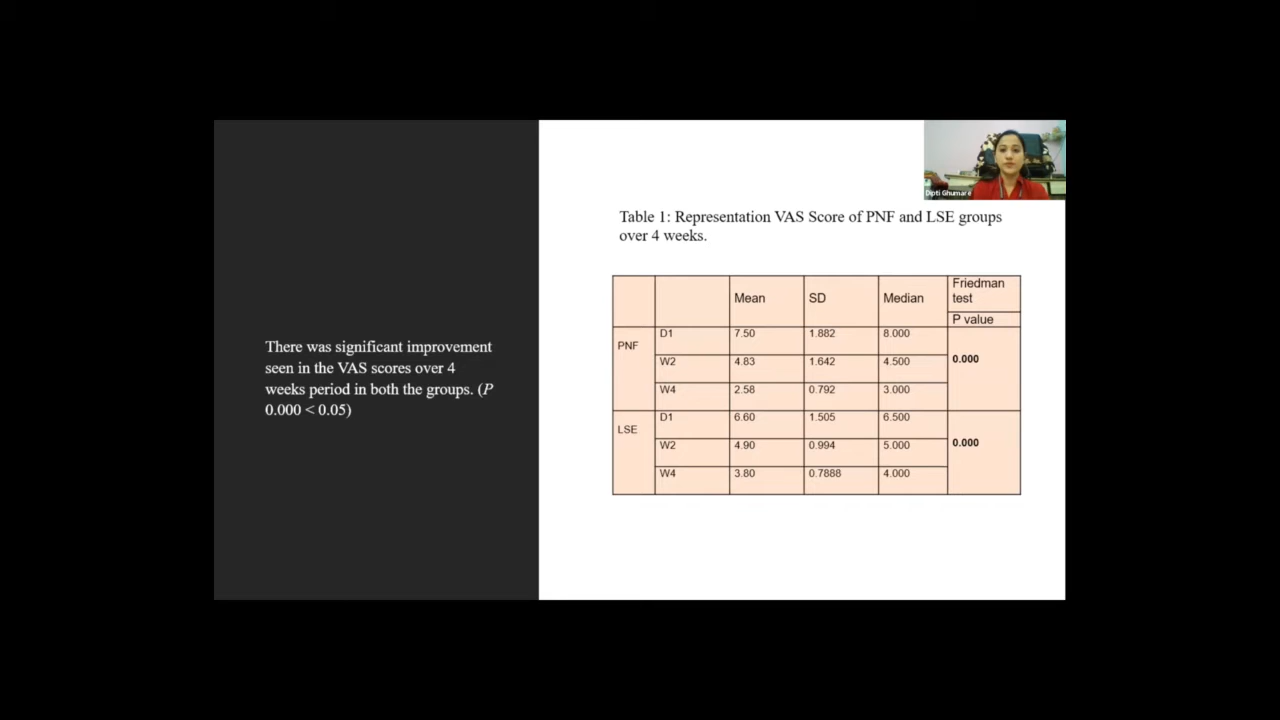 Dipti Ghumare
Table 1: Representation VAS Score of PNF and LSE groups
over 4 weeks.
There was significant improvement
seen in the VAS scores over 4
weeks period in both the groups. (P
0.000 < 0.05)
Mean SD Median Friedman
test
P value
PNF D1 7.50 1.882 8.000 0.000
W2 4.83 1.642 4.500
W4 2.58 0.792 3.000
LSE D1 6.60 1.505 6.500 0.000
W2 4.90 0.994 5.000
W4 3.80 0.7888 4.000